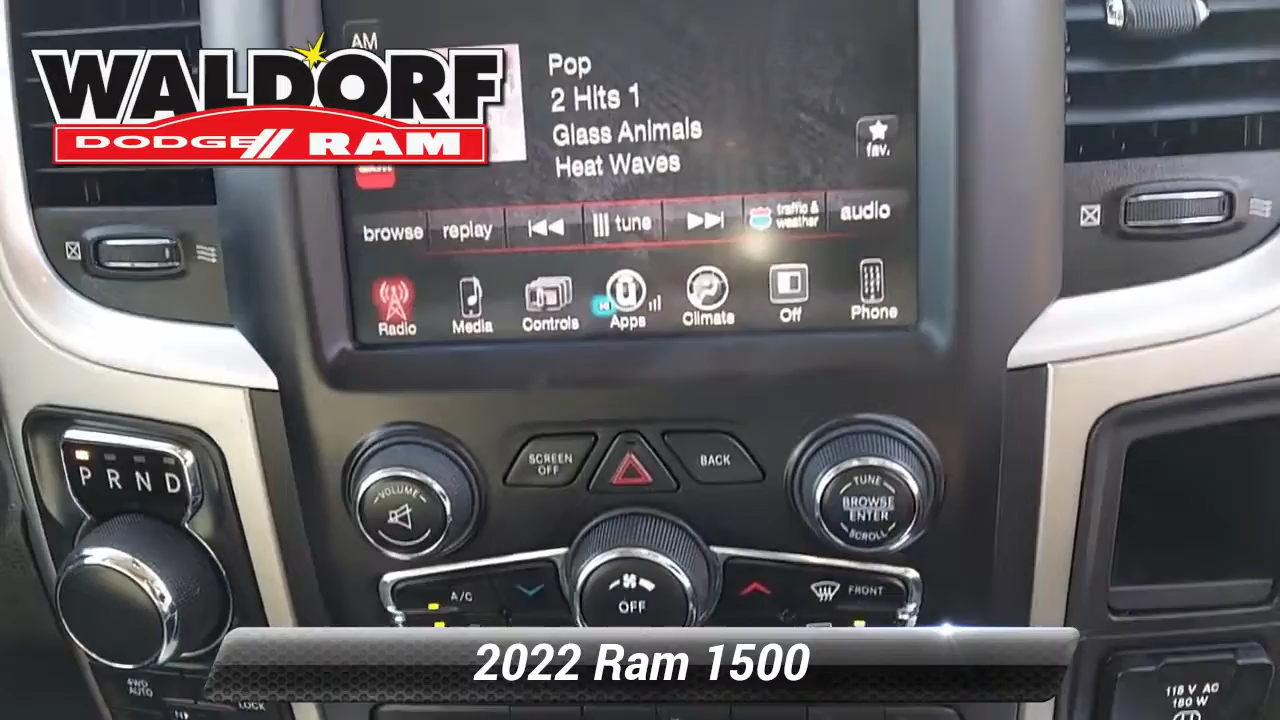 WALDORF
DODGE // RAM
AM
Pop
2 Hits 1
Glass Animals
Heat Waves
fav.
browse
replay
tune
traffic &
weather
audio
Radio
Media
Controls
Apps
Climate
Off
Phone
P R N D
VOLUME
SCREEN
OFF
BACK
TUNE
BROWSE
ENTER
SCROLL
A/C
OFF
FRONT
4WD
AUTO
LOCK
115 V AC
150 W
2022 Ram 1500